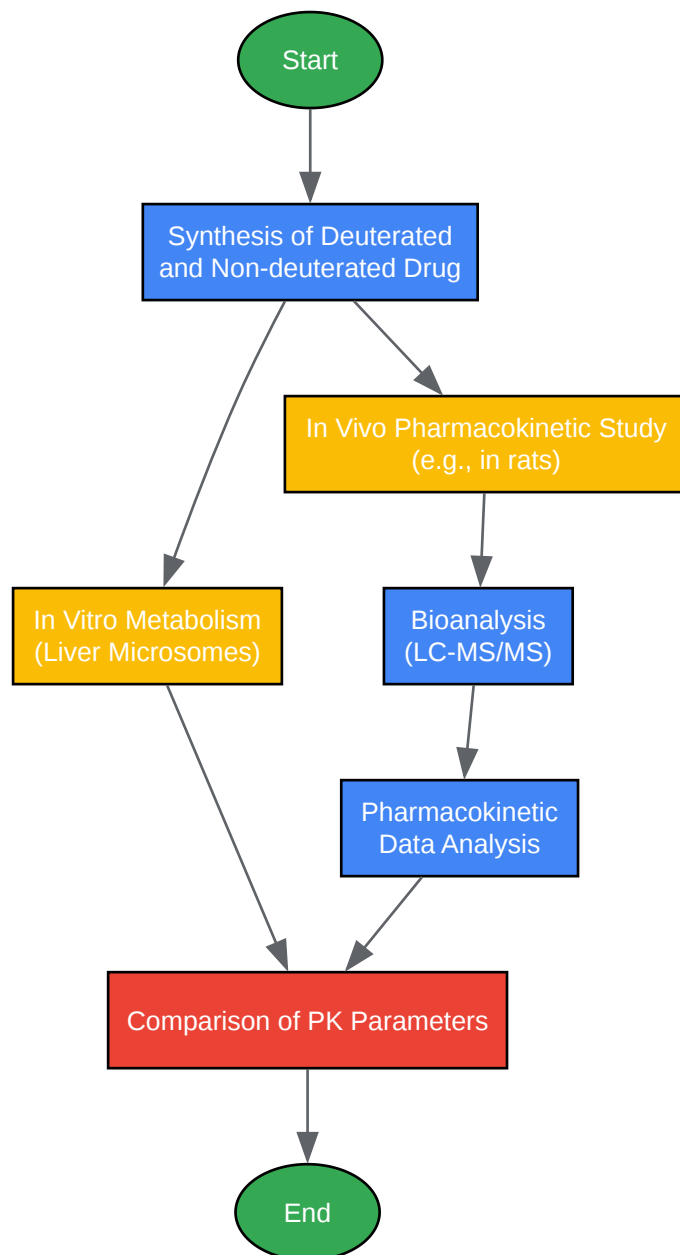 Start
Synthesis of Deuterated
and Non-deuterated Drug
In Vivo Pharmacokinetic Study
(e.g., in rats)
In Vitro Metabolism
(Liver Microsomes)
Bioanalysis
(LC-MS/MS)
Pharmacokinetic
Data Analysis
Comparison of PK Parameters
End